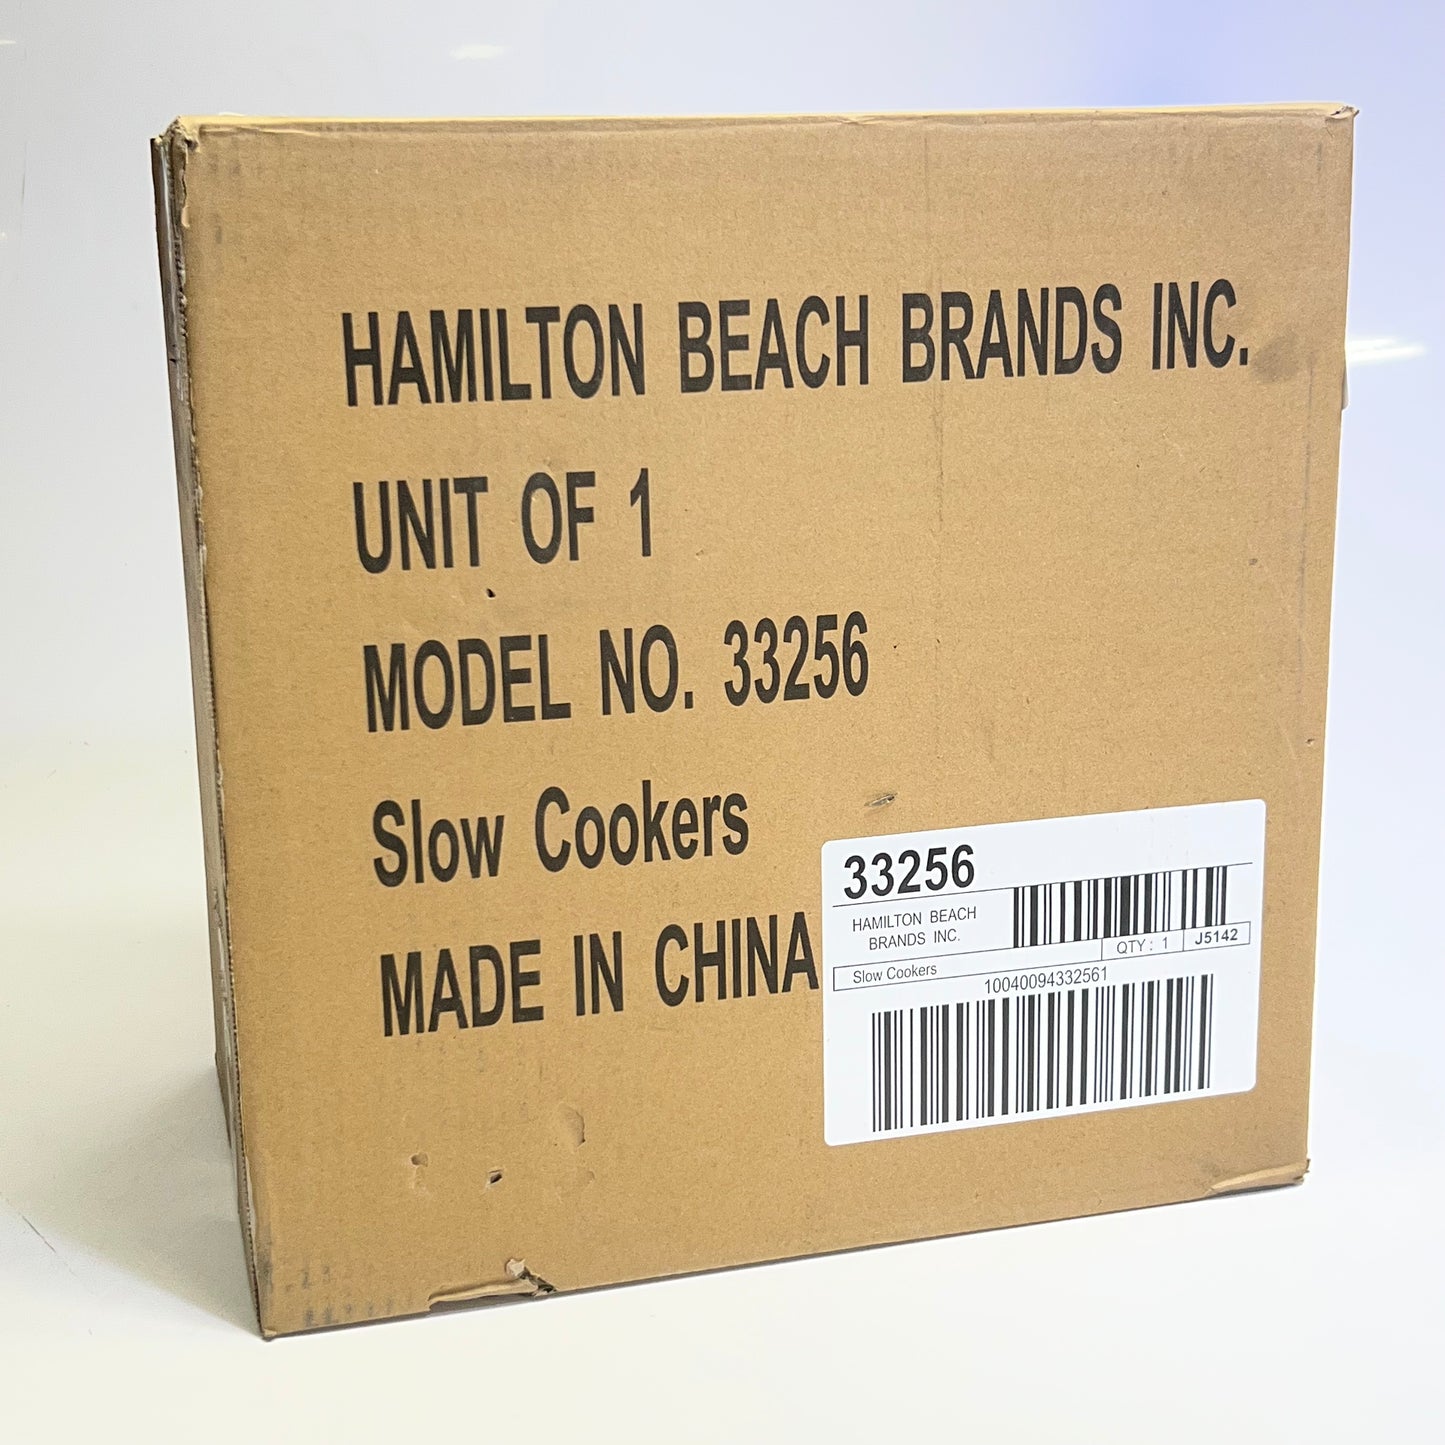 HAMILTON BEACH BRANDS INC.
UNIT OF 1
MODEL NO. 33256
Slow Cookers
MADE IN CHINA
33256
HAMILTON BEACH
BRANDS INC.
QTY: 1 J5142
Slow Cookers
10040094332561